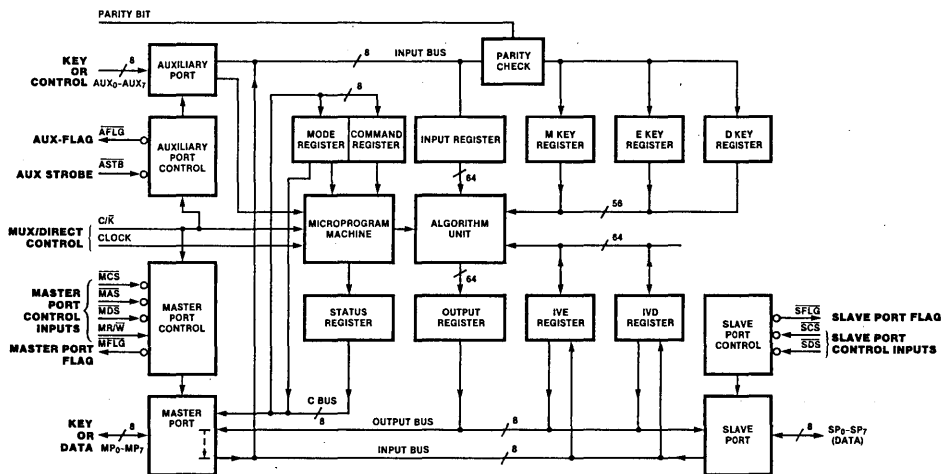 PARITY BIT
KEY
OR
CONTROL
8
AUX₀-AUX₇
AUXILIARY
PORT
8
INPUT BUS
PARITY
CHECK
8
AUX-FLAG
AFLG
AUX STROBE
ASTB
AUXILIARY
PORT
CONTROL
MODE
REGISTER
COMMAND
REGISTER
INPUT REGISTER
M KEY
REGISTER
E KEY
REGISTER
D KEY
REGISTER
64
56
MUX/DIRECT
CONTROL
C/K̅
CLOCK
MICROPROGRAM
MACHINE
ALGORITHM
UNIT
64
64
MASTER
PORT
CONTROL
INPUTS
MCS
MAS
MDS
MR/W̅
MASTER PORT
FLAG
MFLG
MASTER
PORT
CONTROL
STATUS
REGISTER
OUTPUT
REGISTER
IVE
REGISTER
IVD
REGISTER
SLAVE
PORT
CONTROL
SFLG
SLAVE PORT FLAG
SCS
SDS
SLAVE PORT
CONTROL INPUTS
KEY
OR
DATA
8
MP₀-MP₇
MASTER
PORT
C BUS
8
OUTPUT BUS
8
INPUT BUS
8
SLAVE
PORT
8
SP₀-SP₇
(DATA)